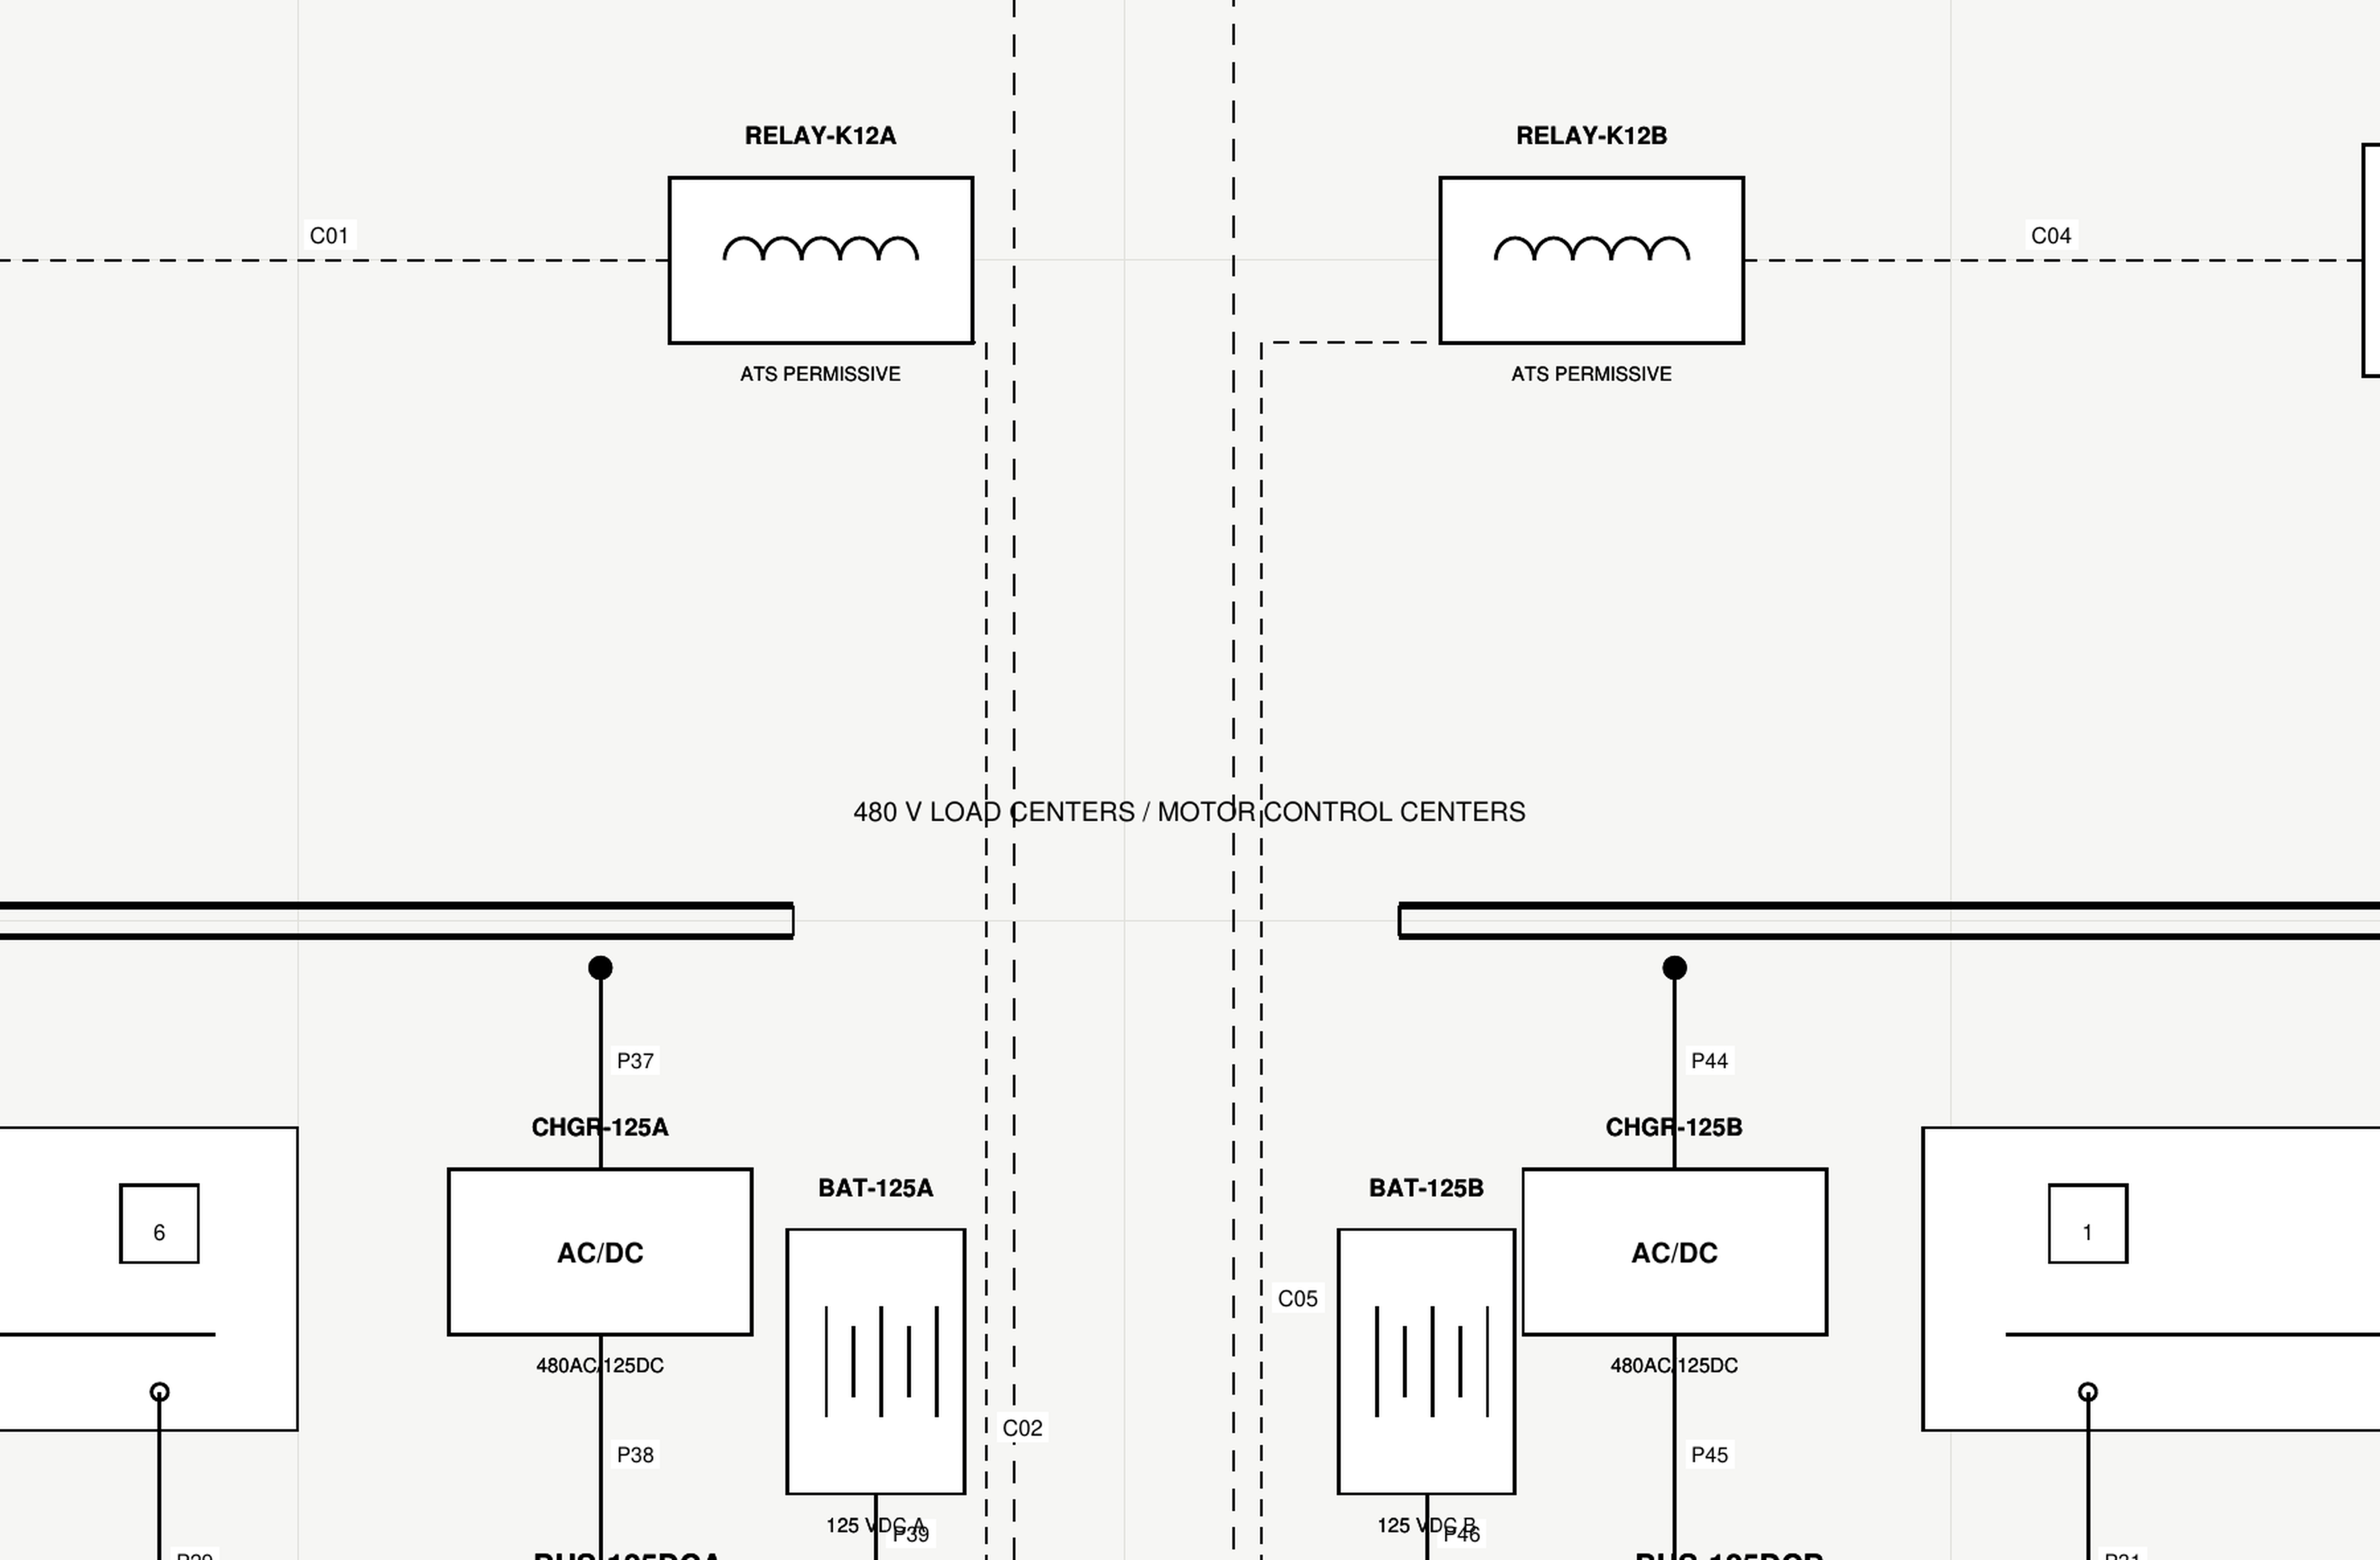 RELAY-K12A
RELAY-K12B
C01
C04
ATS PERMISSIVE
ATS PERMISSIVE
480 V LOAD CENTERS / MOTOR CONTROL CENTERS
P37
P44
CHGR-125A
CHGR-125B
BAT-125A
BAT-125B
6
AC/DC
AC/DC
1
C05
480AC/125DC
480AC/125DC
C02
P38
P45
125 VDC A
P39
125 VDC B
P46